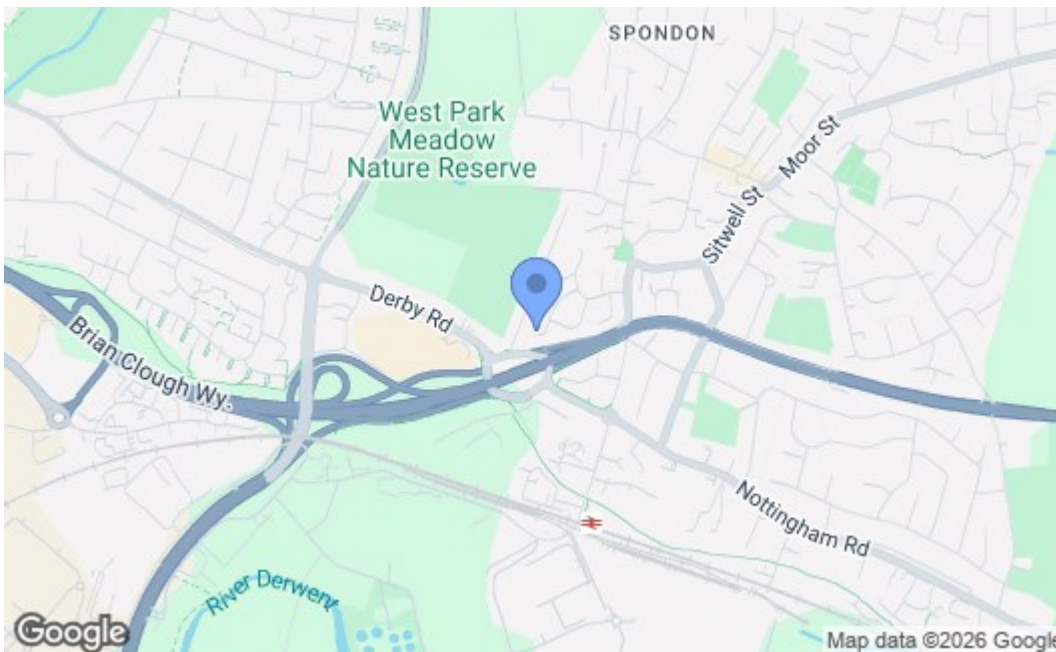 SPONDON
West Park
Meadow
Nature Reserve
Moor St
Sitwell St
Derby Rd
Brian Clough Wy.
Nottingham Rd
River Derwent
Google
Map data ©2026 Google